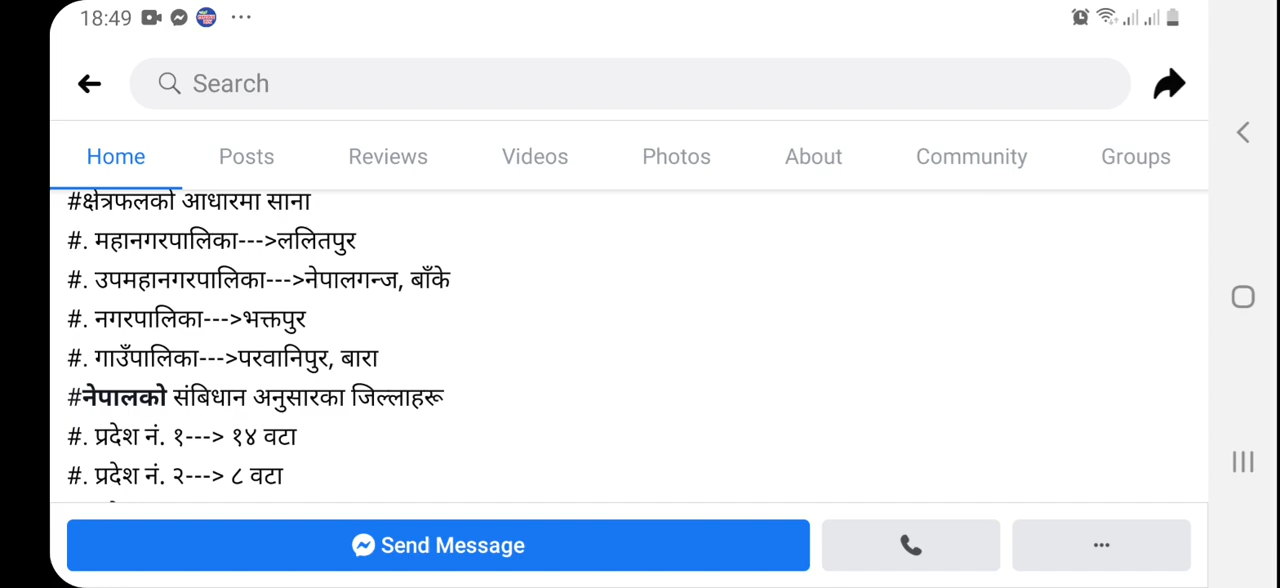 18:49
Search
Home Posts Reviews Videos Photos About Community Groups
#क्षेत्रफलको आधारमा साना
#. महानगरपालिका--->ललितपुर
#. उपमहानगरपालिका--->नेपालगन्ज, बाँके
#. नगरपालिका--->भक्तपुर
#. गाउँपालिका--->परवानिपुर, बारा
#नेपालको संबिधान अनुसारका जिल्लाहरू
#. प्रदेश नं. १---> १४ वटा
#. प्रदेश नं. २---> ८ वटा
Send Message